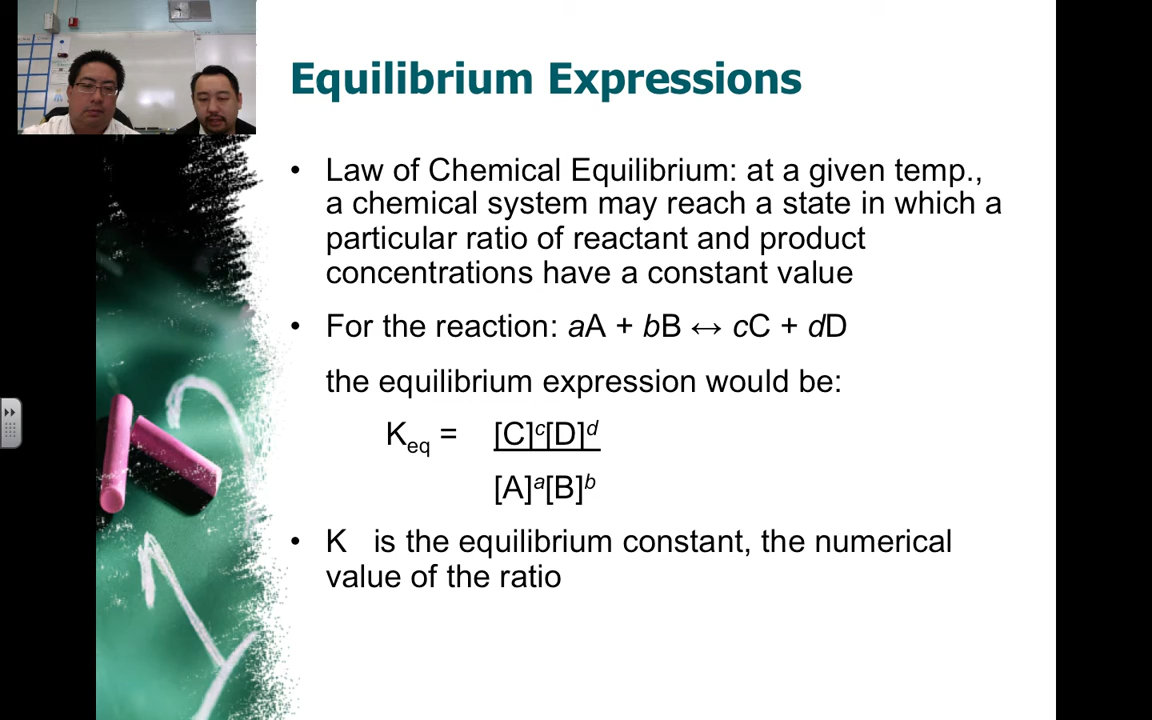 Equilibrium Expressions
• Law of Chemical Equilibrium: at a given temp.,
a chemical system may reach a state in which a
particular ratio of reactant and product
concentrations have a constant value
• For the reaction: aA + bB ↔ cC + dD
the equilibrium expression would be:
Keq = [C]c[D]d
[A]a[B]b
• K is the equilibrium constant, the numerical
value of the ratio